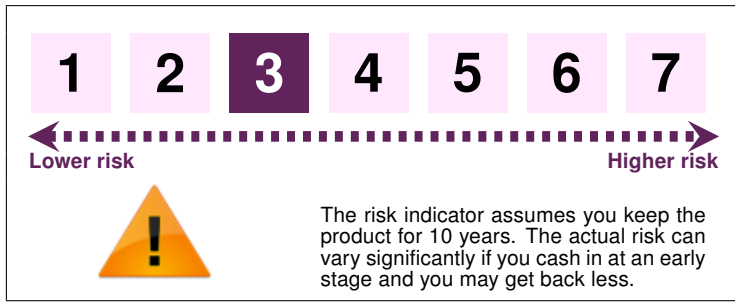 1 2 3 4 5 6 7
Lower risk Higher risk
!
The risk indicator assumes you keep the
product for 10 years. The actual risk can
vary significantly if you cash in at an early
stage and you may get back less.